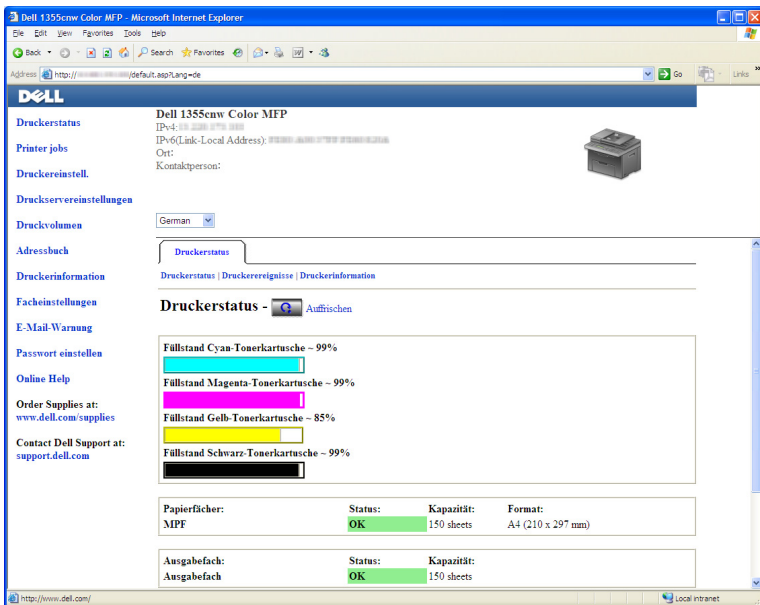 Dell 1355cnw Color MFP - Microsoft Internet Explorer
File Edit View Favorites Tools Help
Back Search Favorites
Address http:// /default.asp?Lang=de Go Links »
DELL
Druckerstatus
Printer jobs
Druckereinstell.
Druckservereinstellungen
Druckvolumen
Adressbuch
Druckerinformation
Facheinstellungen
E-Mail-Warnung
Passwort einstellen
Online Help
Order Supplies at:
www.dell.com/supplies
Contact Dell Support at:
support.dell.com
Dell 1355cnw Color MFP
IPv4:
IPv6(Link-Local Address):
Ort:
Kontaktperson:
German
Druckerstatus
Druckerstatus | Druckerereignisse | Druckerinformation
Druckerstatus - Auffrischen
Füllstand Cyan-Tonerkartusche ~ 99%
Füllstand Magenta-Tonerkartusche ~ 99%
Füllstand Gelb-Tonerkartusche ~ 85%
Füllstand Schwarz-Tonerkartusche ~ 99%
Papierfächer: Status: Kapazität: Format:
MPF OK 150 sheets A4 (210 x 297 mm)
Ausgabefach: Status: Kapazität:
Ausgabefach OK 150 sheets
http://www.dell.com/ Local intranet